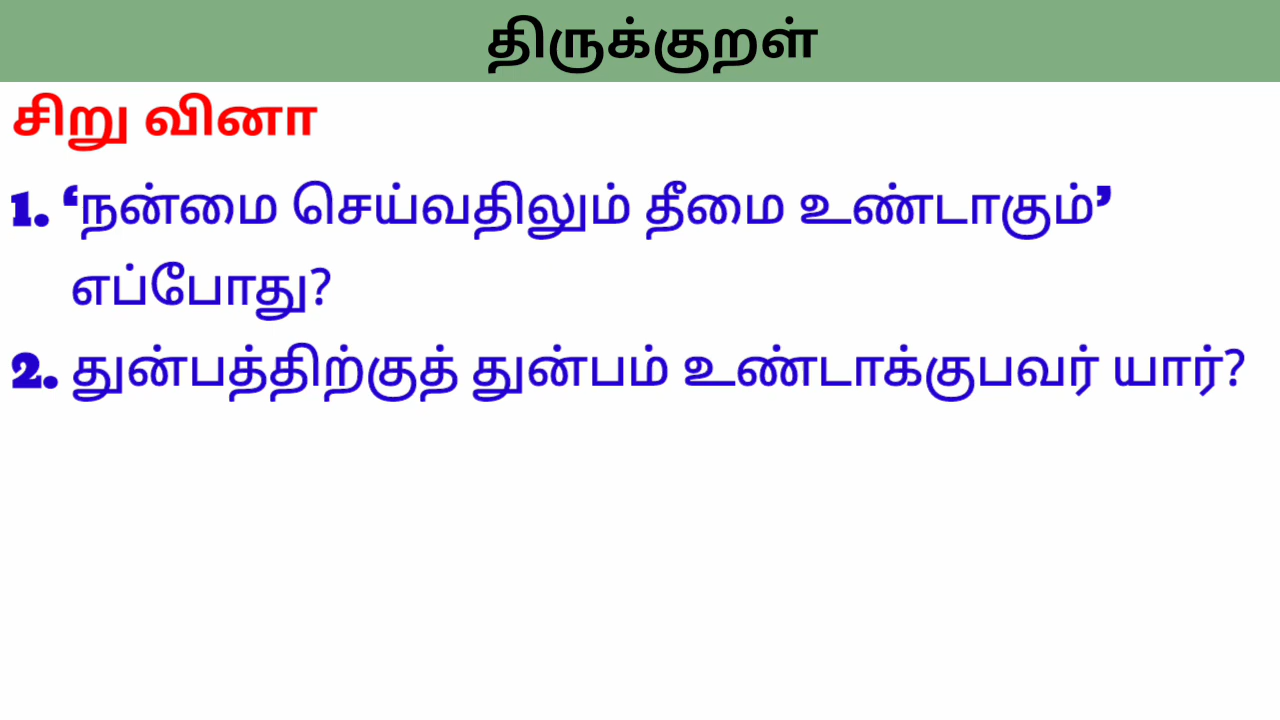 திருக்குறள்
சிறு வினா
1. ‘நன்மை செய்வதிலும் தீமை உண்டாகும்’
எப்போது?
2. துன்பத்திற்குத் துன்பம் உண்டாக்குபவர் யார்?